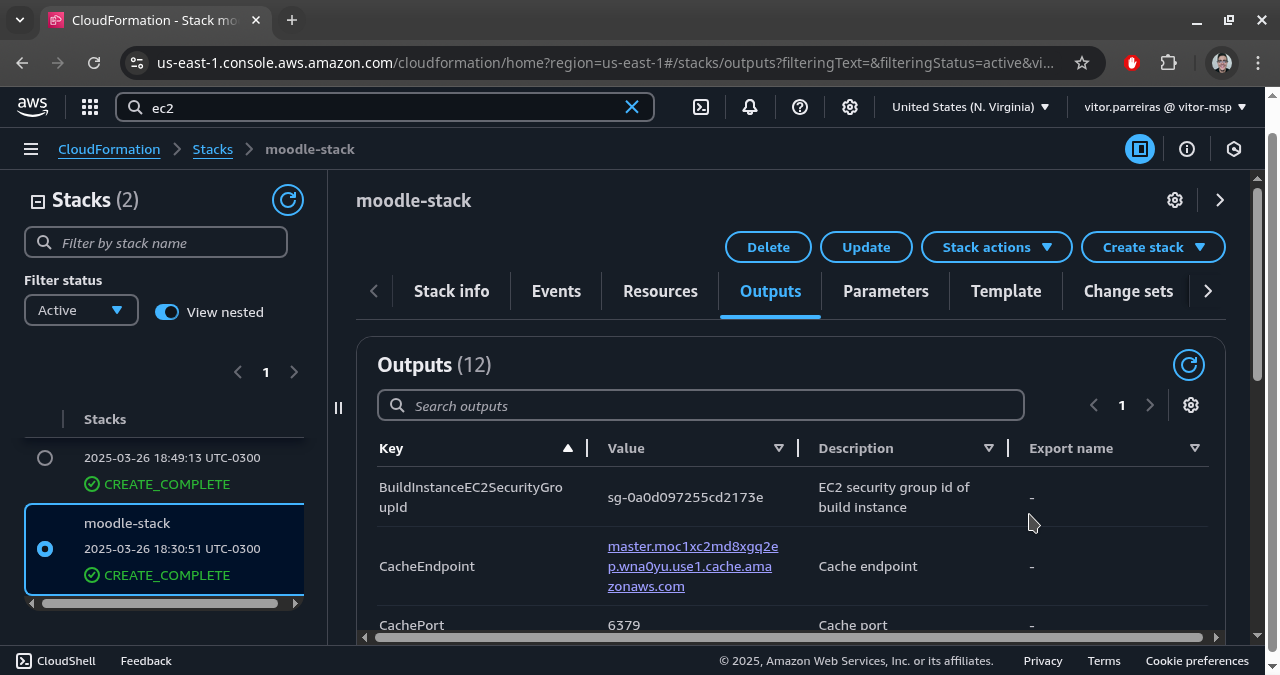 CloudFormation - Stack mo
us-east-1.console.aws.amazon.com/cloudformation/home?region=us-east-1#/stacks/outputs?filteringText=&filteringStatus=active&vi...
aws
ec2
United States (N. Virginia)
vitor.parreiras @ vitor-msp
CloudFormation
Stacks
moodle-stack
Stacks (2)
Filter by stack name
Filter status
Active
View nested
1
Stacks
2025-03-26 18:49:13 UTC-0300
CREATE_COMPLETE
moodle-stack
2025-03-26 18:30:51 UTC-0300
CREATE_COMPLETE
moodle-stack
Delete
Update
Stack actions
Create stack
Stack info
Events
Resources
Outputs
Parameters
Template
Change sets
Outputs (12)
Search outputs
1
Key
Value
Description
Export name
BuildInstanceEC2SecurityGro
upId
sg-0a0d097255cd2173e
EC2 security group id of
build instance
-
CacheEndpoint
master.moc1xc2md8xgq2e
p.wna0yu.use1.cache.ama
zonaws.com
Cache endpoint
-
CachePort
6379
Cache port
-
CloudShell
Feedback
© 2025, Amazon Web Services, Inc. or its affiliates.
Privacy
Terms
Cookie preferences